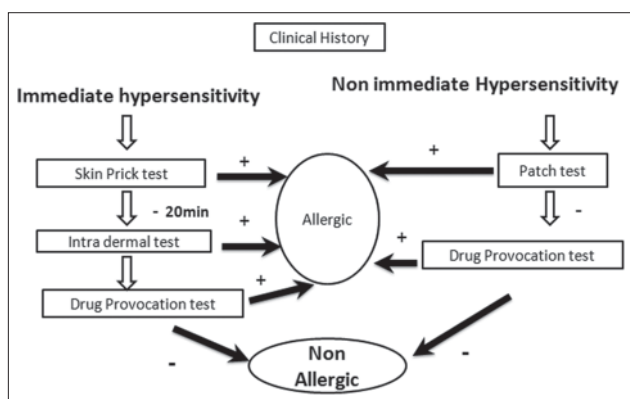 Clinical History
Immediate hypersensitivity
Non immediate Hypersensitivity
+
+
Skin Prick test
Patch test
- 20min
+
Allergic
-
Intra dermal test
+
Drug Provocation test
+
Drug Provocation test
-
Non
Allergic
-